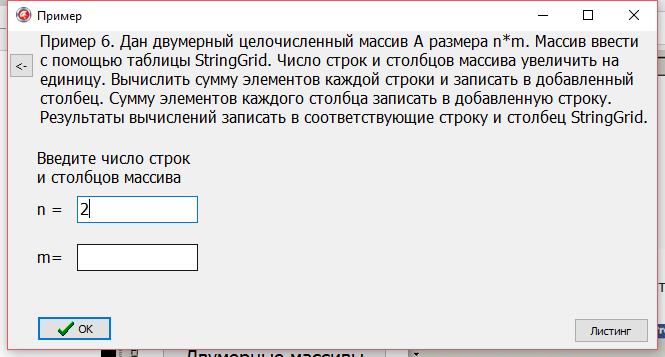 Пример
Пример 6. Дан двумерный целочисленный массив А размера n*m. Массив ввести
<-
с помощью таблицы StringGrid. Число строк и столбцов массива увеличить на
единицу. Вычислить сумму элементов каждой строки и записать в добавленный
столбец. Сумму элементов каждого столбца записать в добавленную строку.
Результаты вычислений записать в соответствующие строку и столбец StringGrid.
Введите число строк
и столбцов массива
n = 2
m=
OK
Листинг
Двумерные массивы